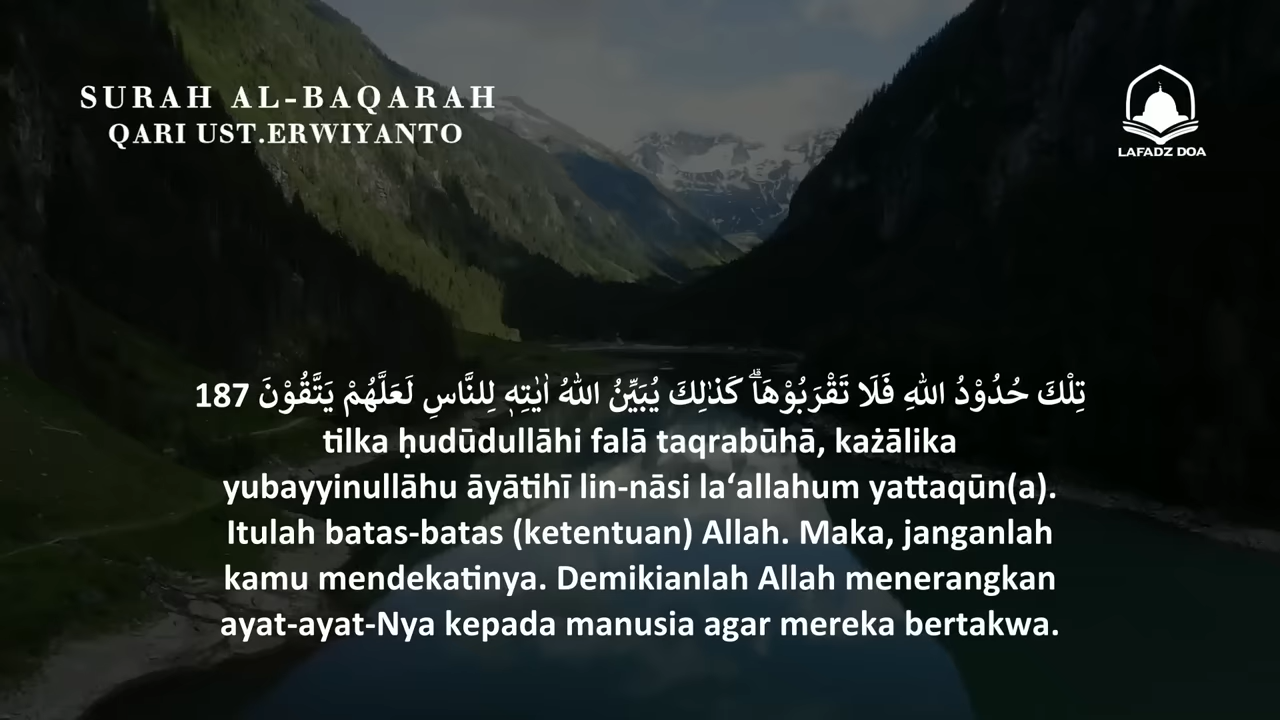 SURAH AL-BAQARAH
QARI UST.ERWIYANTO
LAFADZ DOA
تِلْكَ حُدُوْدُ اللّٰهِ فَلَا تَقْرَبُوْهَاۗ كَذٰلِكَ يُبَيِّنُ اللّٰهُ اٰيٰتِهٖ لِلنَّاسِ لَعَلَّهُمْ يَتَّقُوْنَ 187
tilka ḥudūdullāhi falā taqrabūhā, każālika
yubayyinullāhu āyātihī lin-nāsi la‘allahum yattaqūn(a).
Itulah batas-batas (ketentuan) Allah. Maka, janganlah
kamu mendekatinya. Demikianlah Allah menerangkan
ayat-ayat-Nya kepada manusia agar mereka bertakwa.